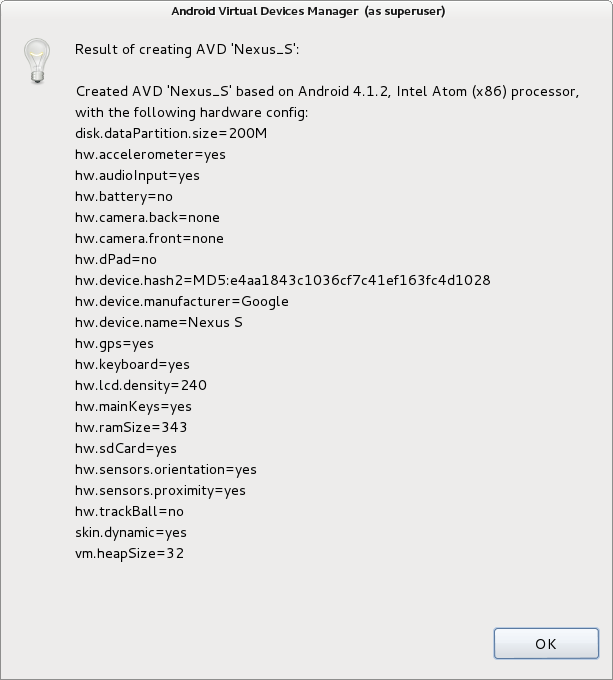 Android Virtual Devices Manager (as superuser)
Result of creating AVD 'Nexus_S':
Created AVD 'Nexus_S' based on Android 4.1.2, Intel Atom (x86) processor,
with the following hardware config:
disk.dataPartition.size=200M
hw.accelerometer=yes
hw.audioInput=yes
hw.battery=no
hw.camera.back=none
hw.camera.front=none
hw.dPad=no
hw.device.hash2=MD5:e4aa1843c1036cf7c41ef163fc4d1028
hw.device.manufacturer=Google
hw.device.name=Nexus S
hw.gps=yes
hw.keyboard=yes
hw.lcd.density=240
hw.mainKeys=yes
hw.ramSize=343
hw.sdCard=yes
hw.sensors.orientation=yes
hw.sensors.proximity=yes
hw.trackBall=no
skin.dynamic=yes
vm.heapSize=32
OK